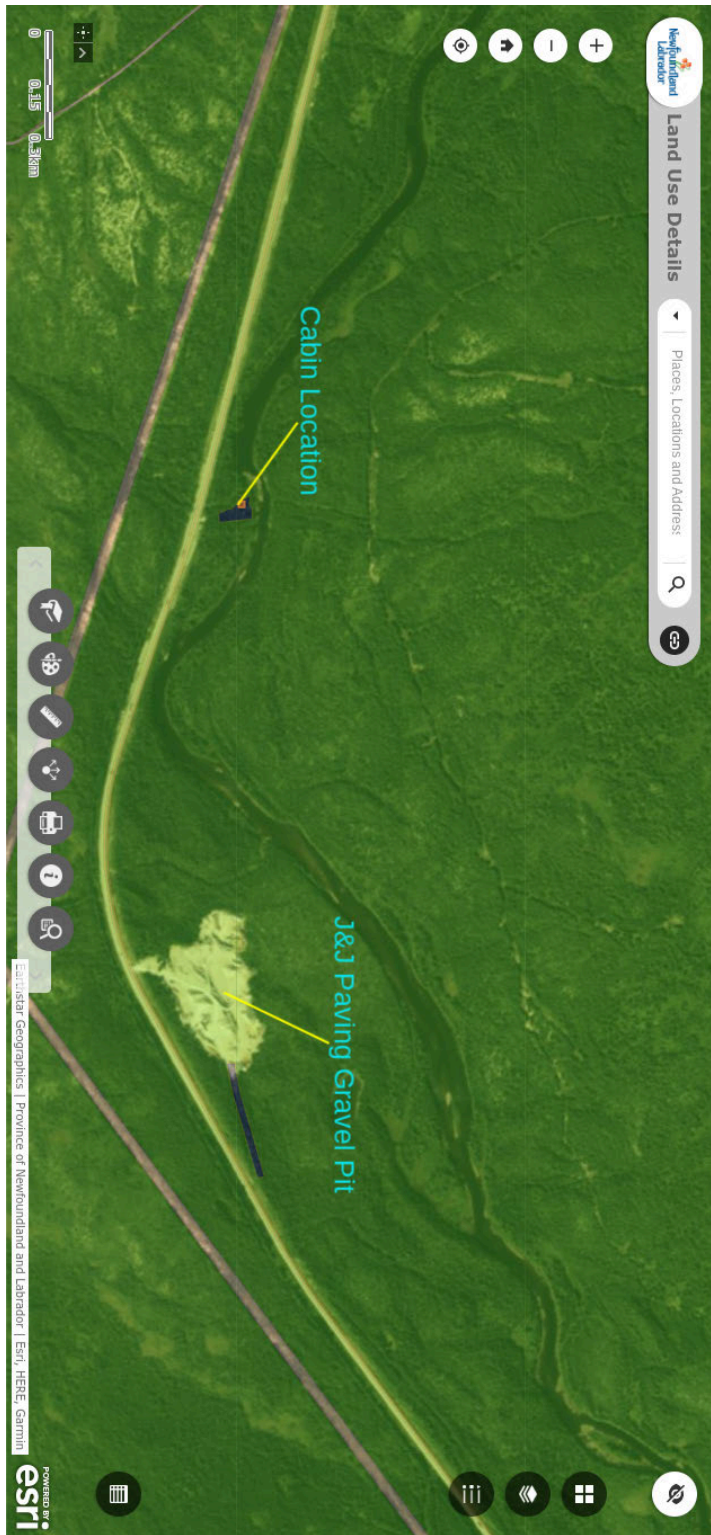 Newfoundland
Labrador
Land Use Details
Places, Locations and Address
Cabin Location
J&J Paving Gravel Pit
0 0.15 0.3km
Earthstar Geographics | Province of Newfoundland and Labrador | Esri, HERE, Garmin
POWERED BY
esri